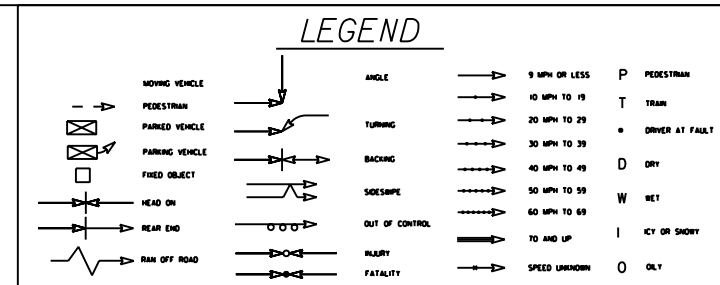 LEGEND
MOVING VEHICLE
PEDESTRIAN
PARKED VEHICLE
PARKING VEHICLE
FIXED OBJECT
HEAD ON
REAR END
RAN OFF ROAD
ANGLE
TURNING
BACKING
SIDESWIPE
OUT OF CONTROL
INJURY
FATALITY
9 MPH OR LESS
10 MPH TO 19
20 MPH TO 29
30 MPH TO 39
40 MPH TO 49
50 MPH TO 59
60 MPH TO 69
70 AND UP
SPEED UNKNOWN
P PEDESTRIAN
T TRAIN
DRIVER AT FAULT
D DRY
W WET
I ICY OR SNOWY
O OILY